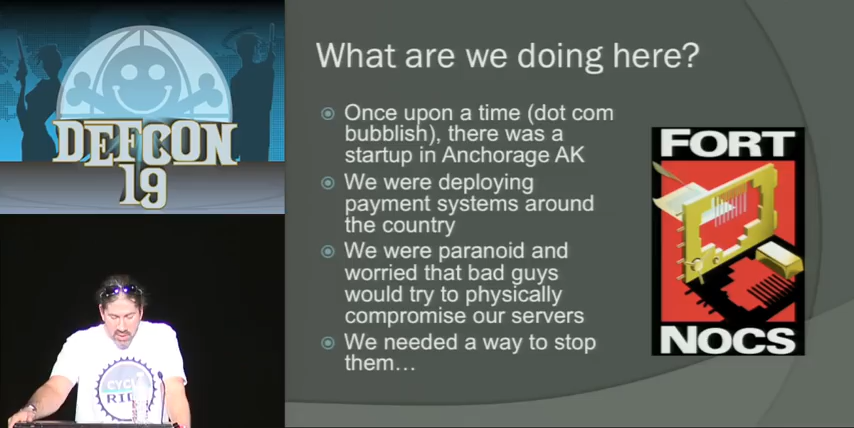 DEFCON
19
CYCL
RI
What are we doing here?
Once upon a time (dot com
bubblish), there was a
startup in Anchorage AK
We were deploying
payment systems around
the country
We were paranoid and
worried that bad guys
would try to physically
compromise our servers
We needed a way to stop
them…
FORT
NOCS